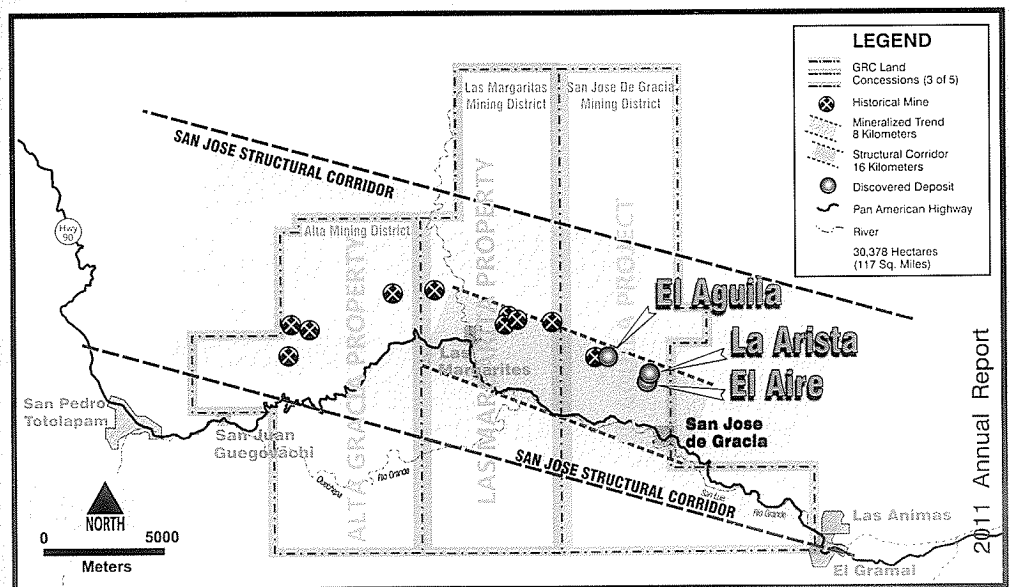 LEGEND
GRC Land
Concessions (3 of 5)
Historical Mine
Mineralized Trend
8 Kilometers
Structural Corridor
16 Kilometers
Discovered Deposit
Pan American Highway
River
30,378 Hectares
(117 Sq. Miles)
Las Margaritas
Mining District
San Jose De Gracia
Mining District
SAN JOSE STRUCTURAL CORRIDOR
Hwy
90
Alta Mining District
ALTA GRACIA PROPERTY
LAS MARGARITA PROPERTY
PROJECT
El Aguila
La Arista
El Aire
Las
Margarites
San Pedro
Totolapam
San Juan
Guegovachi
San Jose
de Gracia
SAN JOSE STRUCTURAL CORRIDOR
Rio Grande
Rio Grande
Las Animas
El Gramal
NORTH
0 5000
Meters
2011 Annual Report